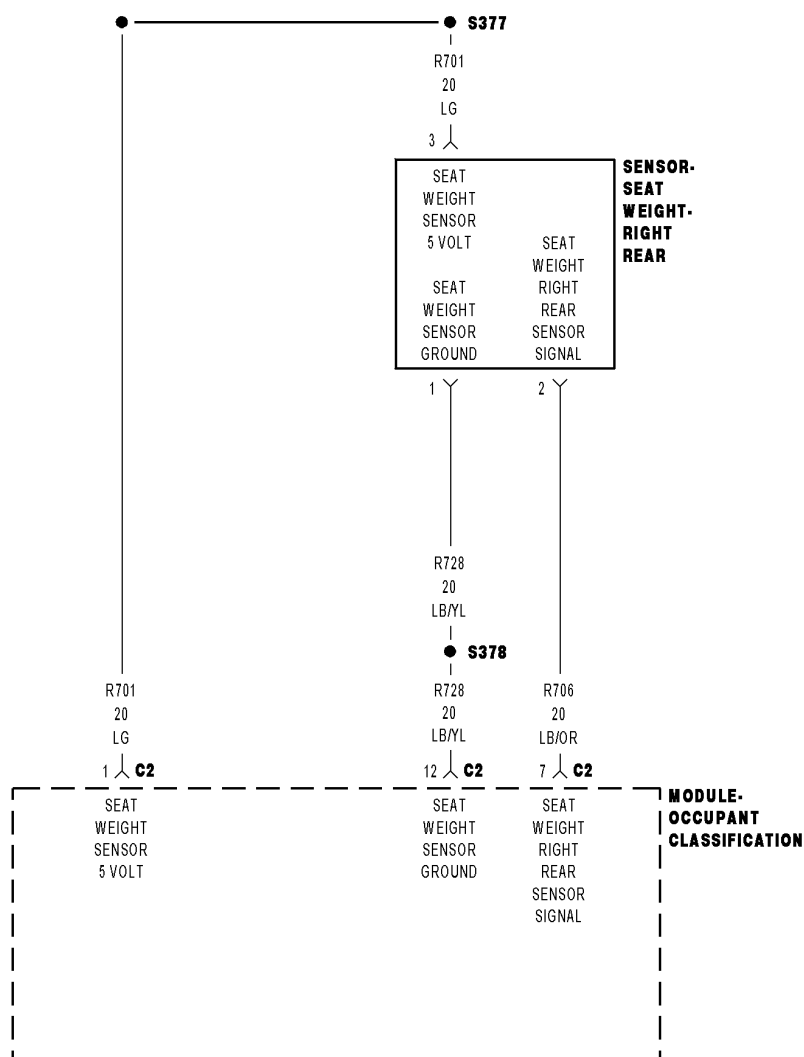 S377
R701
20
LG
3
SENSOR-
SEAT
WEIGHT-
RIGHT
REAR
SEAT
WEIGHT
SENSOR
5 VOLT
SEAT
WEIGHT
SENSOR
GROUND
SEAT
WEIGHT
RIGHT
REAR
SENSOR
SIGNAL
1
2
R728
20
LB/YL
S378
R701
20
LG
R728
20
LB/YL
R706
20
LB/OR
1 C2
12 C2
7 C2
MODULE-
OCCUPANT
CLASSIFICATION
SEAT
WEIGHT
SENSOR
5 VOLT
SEAT
WEIGHT
SENSOR
GROUND
SEAT
WEIGHT
RIGHT
REAR
SENSOR
SIGNAL